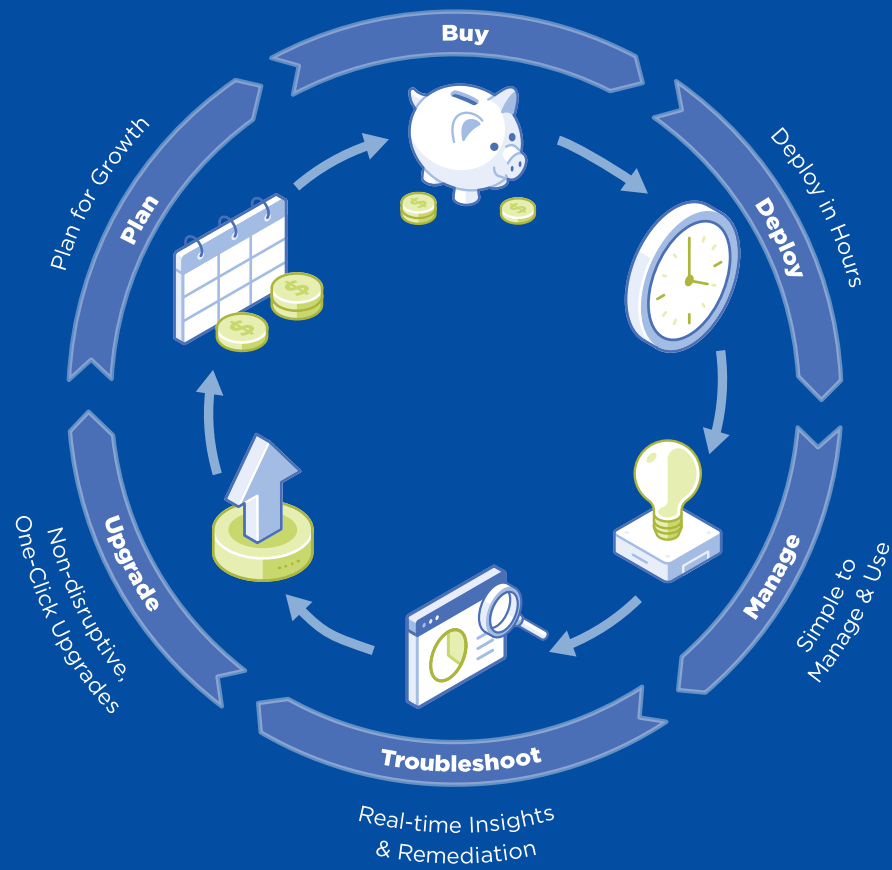 Buy
Deploy
Deploy in Hours
Manage
Simple to
Manage & Use
Troubleshoot
Real-time Insights
& Remediation
Upgrade
Non-disruptive,
One-Click Upgrades
Plan
Plan for Growth
$
$
$
$